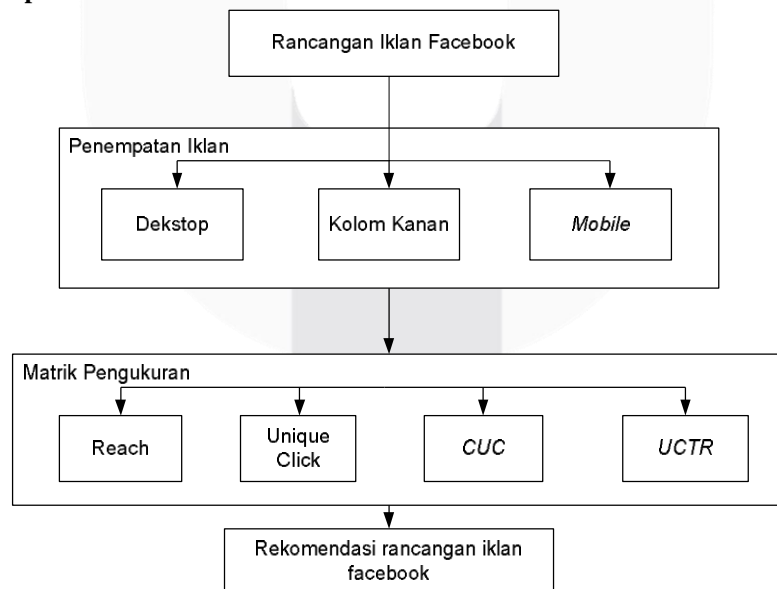 Rancangan Iklan Facebook
Penempatan Iklan
Dekstop
Kolom Kanan
Mobile
Matrik Pengukuran
Reach
Unique
Click
CUC
UCTR
Rekomendasi rancangan iklan
facebook